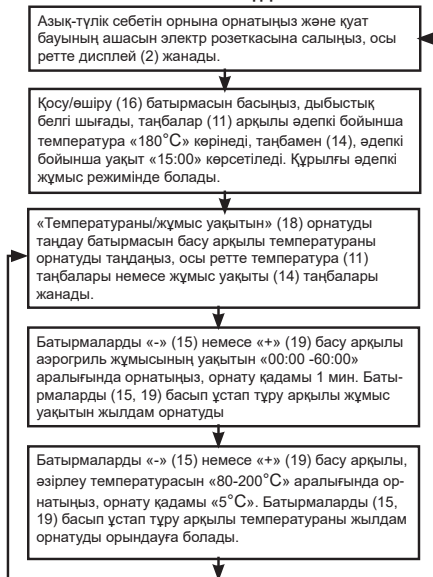 Азық-түлік себетін орнына орнатыңыз және қуат
бауының ашасын электр розеткасына салыңыз, осы
ретте дисплей (2) жанады.
Қосу/өшіру (16) батырмасын басыңыз, дыбыстық
белгі шығады, таңбалар (11) арқылы әдепкі бойынша
температура «180°C» көрінеді, таңбамен (14), әдепкі
бойынша уақыт «15:00» көрсетіледі. Құрылғы әдепкі
жұмыс режимінде болады.
«Температураны/жұмыс уақытын» (18) орнатуды
таңдау батырмасын басу арқылы температураны
орнатуды таңдаңыз, осы ретте температура (11)
таңбалары немесе жұмыс уақыты (14) таңбалары
жанады.
Батырмаларды «-» (15) немесе «+» (19) басу арқылы
аэрогриль жұмысының уақытын «00:00 -60:00»
аралығында орнатыңыз, орнату қадамы 1 мин. Баты-
рмаларды (15, 19) басып ұстап тұру арқылы жұмыс
уақытын жылдам орнатуды
Батырмаларды «-» (15) немесе «+» (19) басу арқылы,
әзірлеу температурасын «80-200°C» аралығында ор-
натыңыз, орнату қадамы «5°C». Батырмаларды (15,
19) басып ұстап тұру арқылы температураны жылдам
орнатуды орындауға болады.